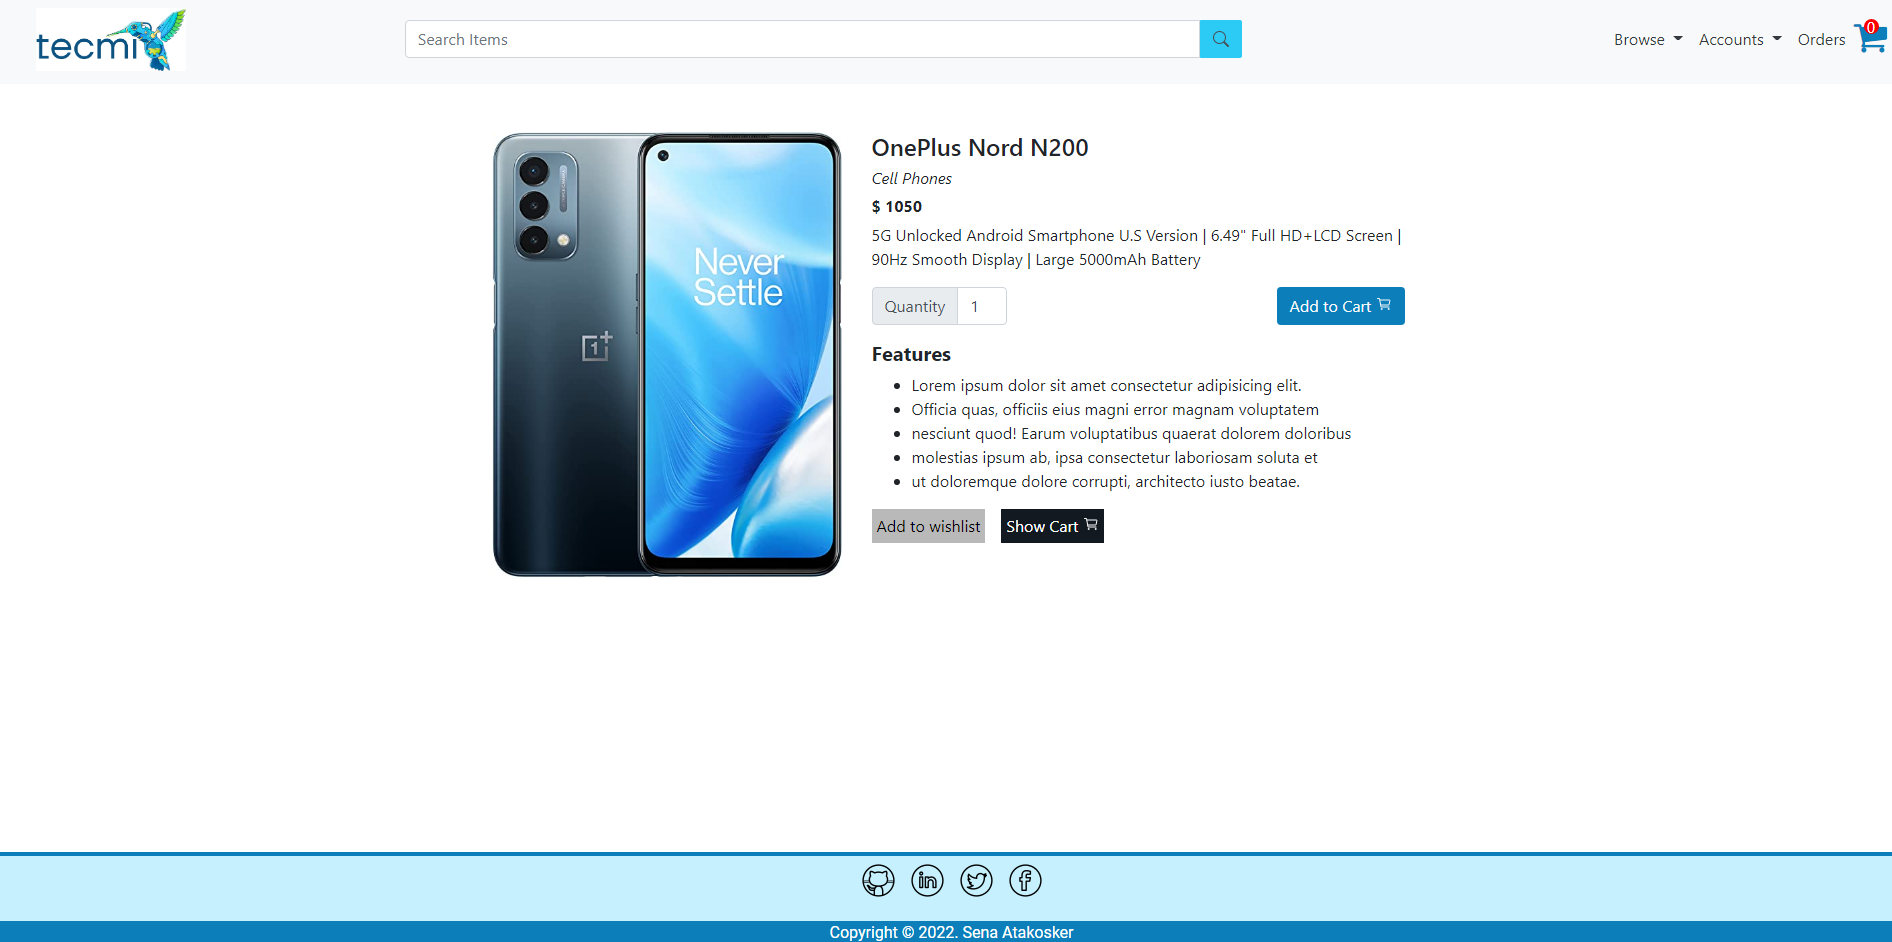 tecmi
Search Items
Browse
Accounts
Orders
0
OnePlus Nord N200
Cell Phones
$ 1050
5G Unlocked Android Smartphone U.S Version | 6.49" Full HD+LCD Screen |
90Hz Smooth Display | Large 5000mAh Battery
Never
Settle
1
Quantity 1
Add to Cart
Features
Lorem ipsum dolor sit amet consectetur adipisicing elit.
Officia quas, officiis eius magni error magnam voluptatem
nesciunt quod! Earum voluptatibus quaerat dolorem doloribus
molestias ipsum ab, ipsa consectetur laboriosam soluta et
ut doloremque dolore corrupti, architecto iusto beatae.
Add to wishlist
Show Cart
in
f
Copyright © 2022. Sena Atakosker